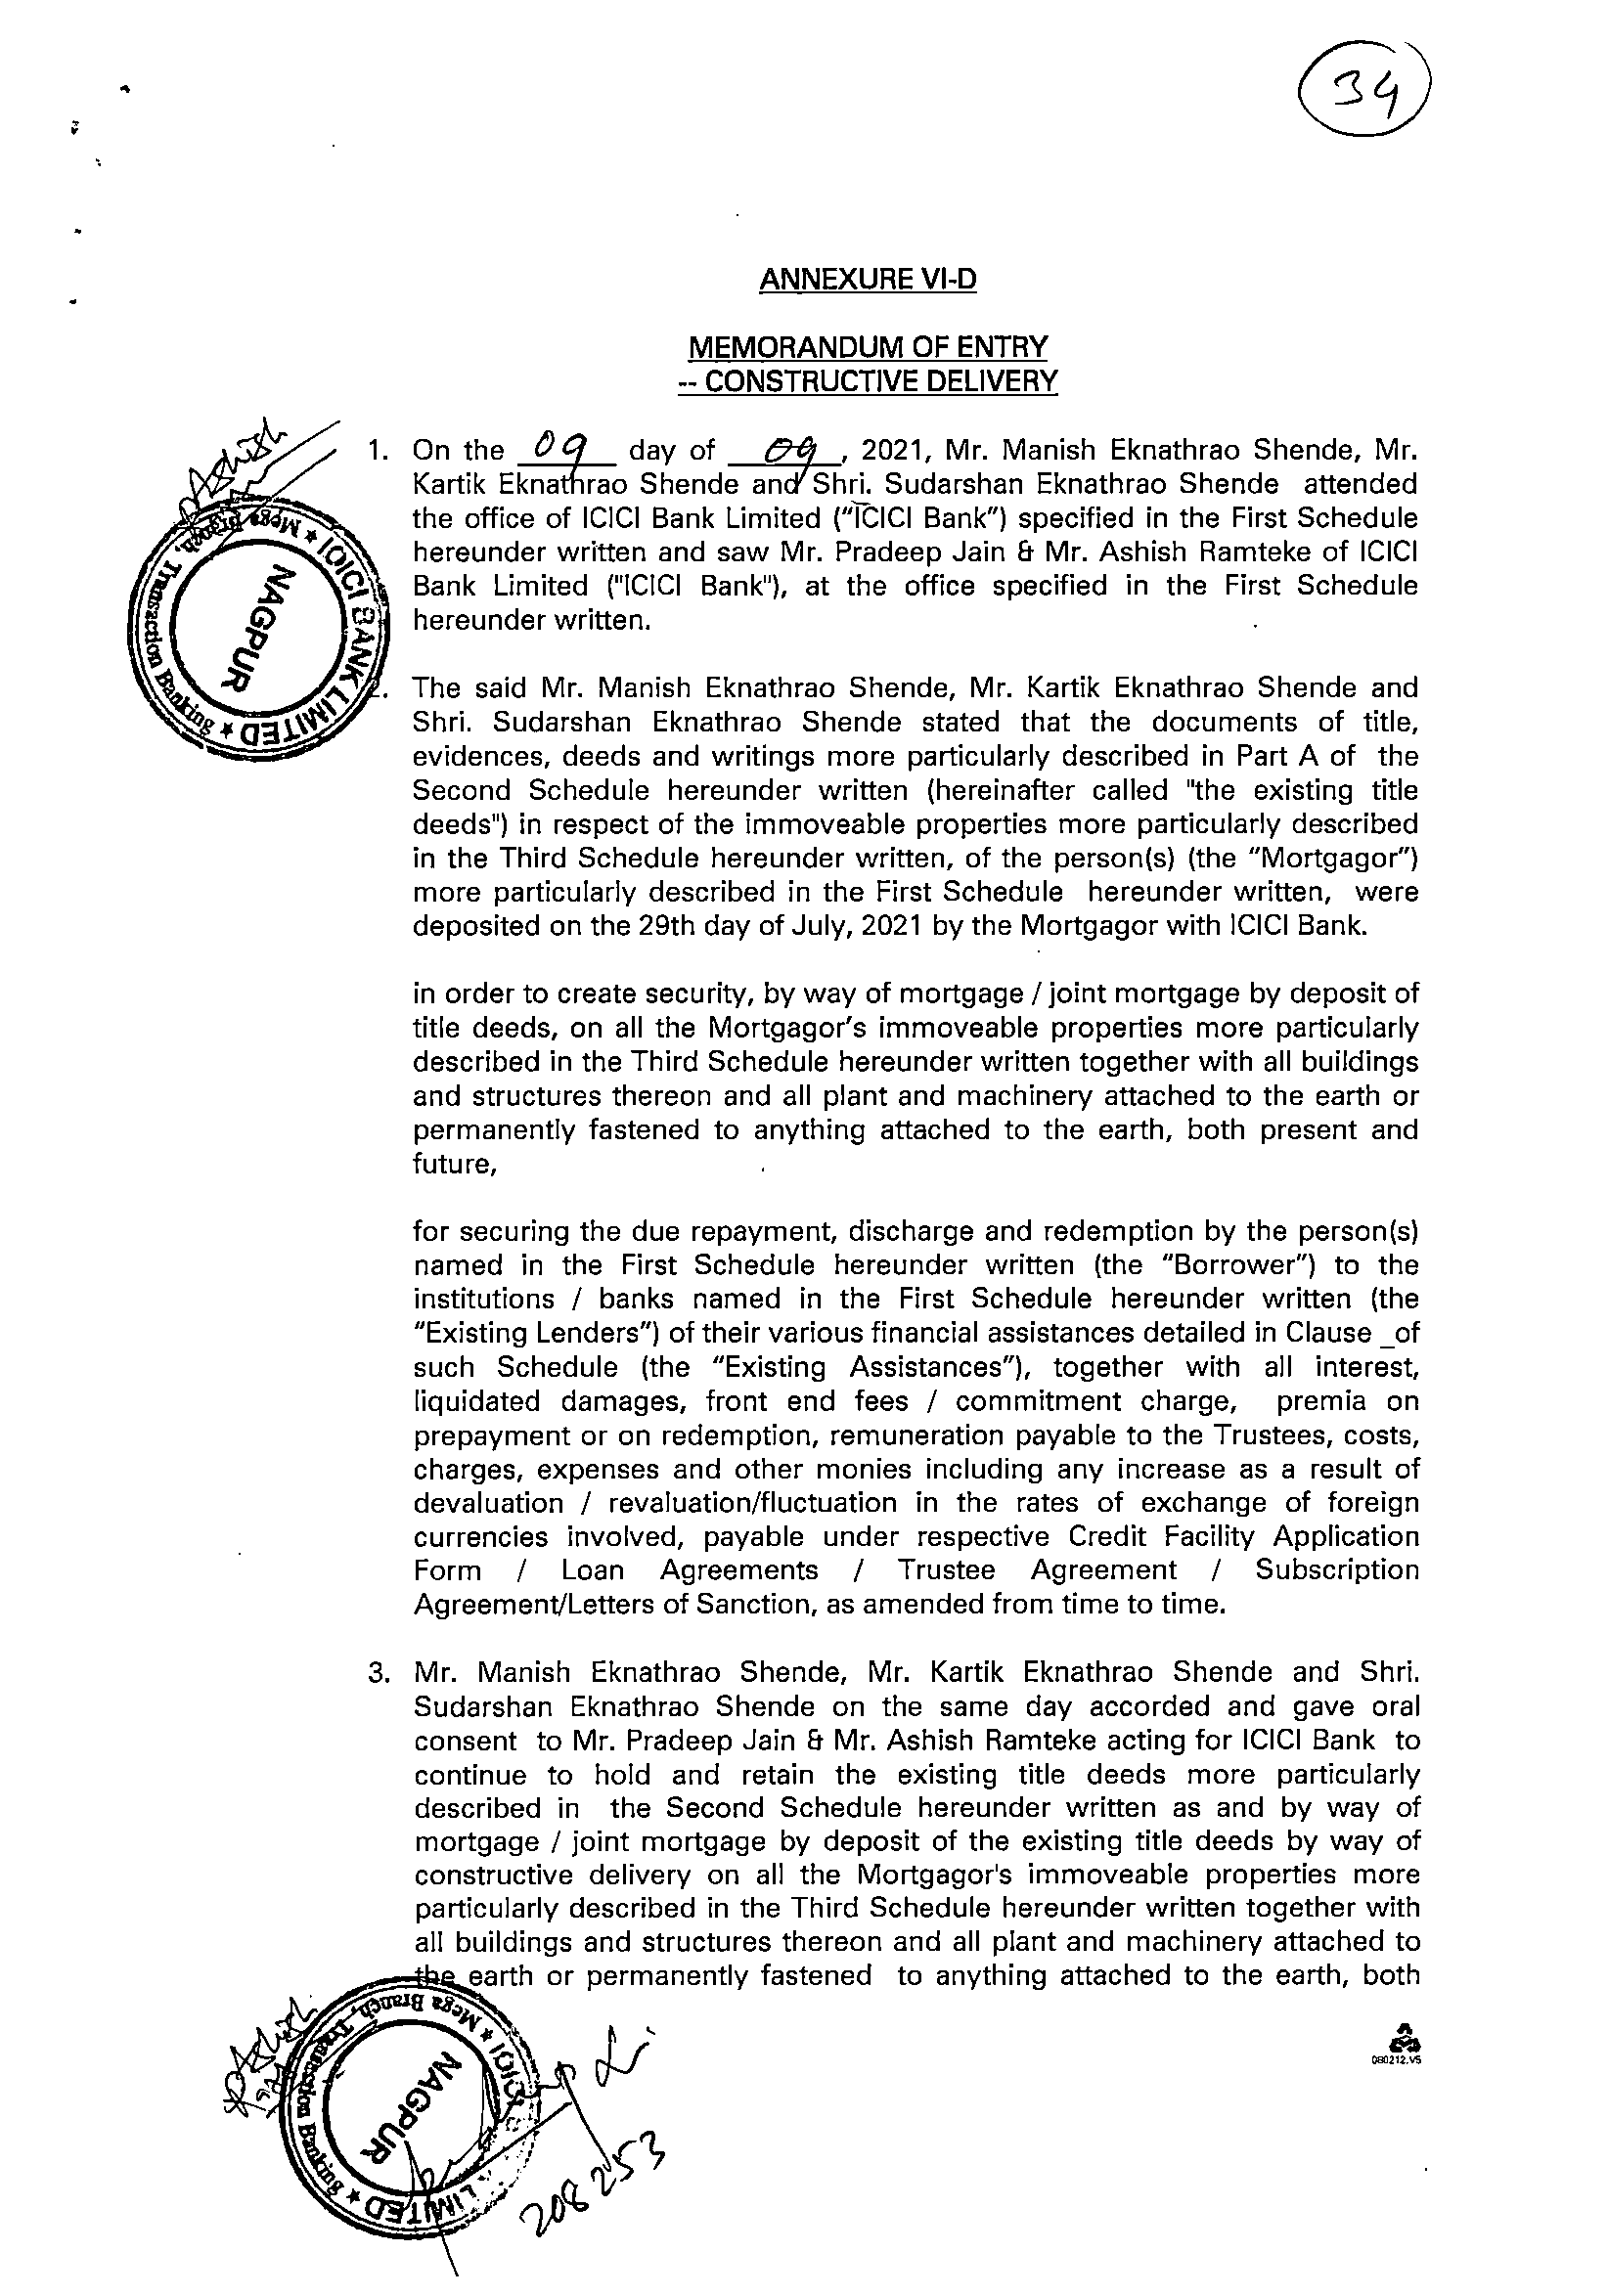 34
ANNEXURE VI-D
MEMORANDUM OF ENTRY
-- CONSTRUCTIVE DELIVERY
1. On the 09 day of 09, 2021, Mr. Manish Eknathrao Shende, Mr.
Kartik Eknathrao Shende and Shri. Sudarshan Eknathrao Shende attended
the office of ICICI Bank Limited ("ICICI Bank") specified in the First Schedule
hereunder written and saw Mr. Pradeep Jain & Mr. Ashish Ramteke of ICICI
Bank Limited ("ICICI Bank"), at the office specified in the First Schedule
hereunder written.
Ashish
ICICI BANK LIMITED ★ Mega Branch, Transaction Banking ★
NAGPUR
2. The said Mr. Manish Eknathrao Shende, Mr. Kartik Eknathrao Shende and
Shri. Sudarshan Eknathrao Shende stated that the documents of title,
evidences, deeds and writings more particularly described in Part A of the
Second Schedule hereunder written (hereinafter called "the existing title
deeds") in respect of the immoveable properties more particularly described
in the Third Schedule hereunder written, of the person(s) (the "Mortgagor")
more particularly described in the First Schedule hereunder written, were
deposited on the 29th day of July, 2021 by the Mortgagor with ICICI Bank.
in order to create security, by way of mortgage / joint mortgage by deposit of
title deeds, on all the Mortgagor's immoveable properties more particularly
described in the Third Schedule hereunder written together with all buildings
and structures thereon and all plant and machinery attached to the earth or
permanently fastened to anything attached to the earth, both present and
future,
for securing the due repayment, discharge and redemption by the person(s)
named in the First Schedule hereunder written (the "Borrower") to the
institutions / banks named in the First Schedule hereunder written (the
"Existing Lenders") of their various financial assistances detailed in Clause _of
such Schedule (the "Existing Assistances"), together with all interest,
liquidated damages, front end fees / commitment charge, premia on
prepayment or on redemption, remuneration payable to the Trustees, costs,
charges, expenses and other monies including any increase as a result of
devaluation / revaluation/fluctuation in the rates of exchange of foreign
currencies involved, payable under respective Credit Facility Application
Form / Loan Agreements / Trustee Agreement / Subscription
Agreement/Letters of Sanction, as amended from time to time.
3. Mr. Manish Eknathrao Shende, Mr. Kartik Eknathrao Shende and Shri.
Sudarshan Eknathrao Shende on the same day accorded and gave oral
consent to Mr. Pradeep Jain & Mr. Ashish Ramteke acting for ICICI Bank to
continue to hold and retain the existing title deeds more particularly
described in the Second Schedule hereunder written as and by way of
mortgage / joint mortgage by deposit of the existing title deeds by way of
constructive delivery on all the Mortgagor's immoveable properties more
particularly described in the Third Schedule hereunder written together with
all buildings and structures thereon and all plant and machinery attached to
the earth or permanently fastened to anything attached to the earth, both
080212.V5
Ashish
ICICI LIMITED ★ Mega Branch, Transaction Banking ★
NAGPUR
208253